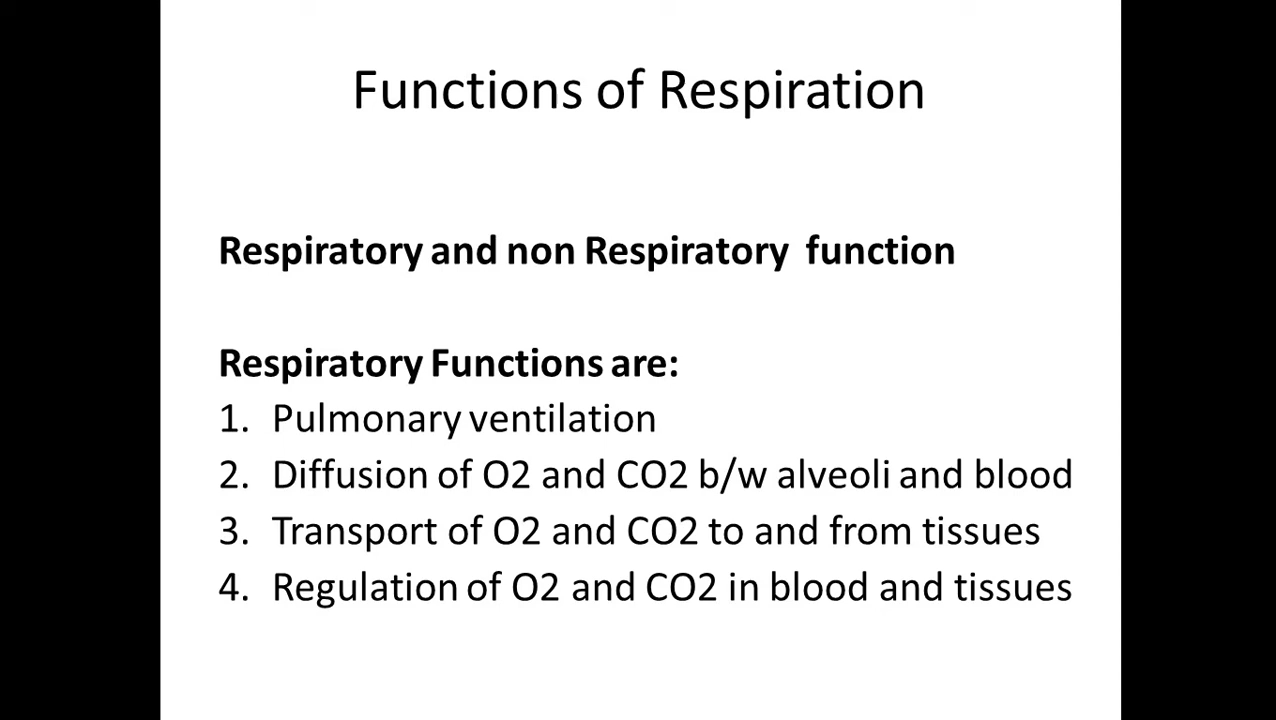 Functions of Respiration
Respiratory and non Respiratory function
Respiratory Functions are:
1. Pulmonary ventilation
2. Diffusion of O2 and CO2 b/w alveoli and blood
3. Transport of O2 and CO2 to and from tissues
4. Regulation of O2 and CO2 in blood and tissues